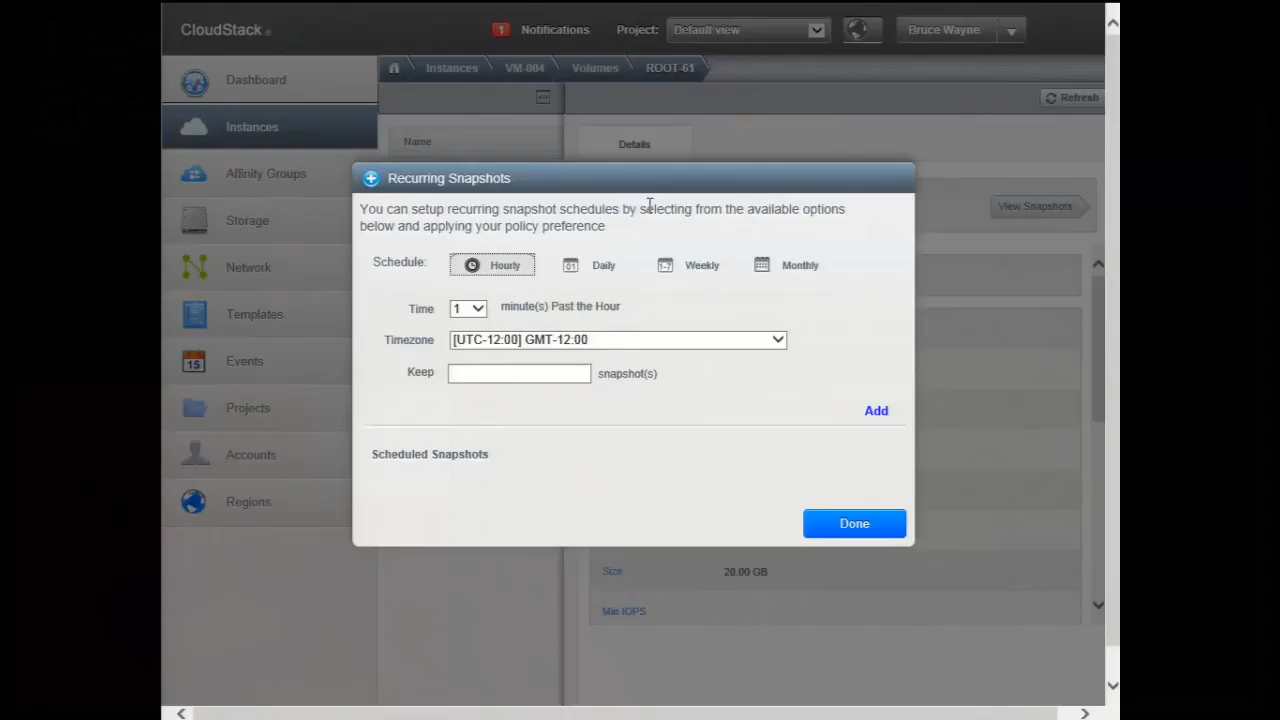 CloudStack
1 Notifications Project: Default view Bruce Wayne
Instances VM-004 Volumes ROOT-61
Refresh
Dashboard
Instances
Affinity Groups
Storage
Network
Templates
15 Events
Projects
Accounts
Regions
Name
Details
View Snapshots
Recurring Snapshots
You can setup recurring snapshot schedules by selecting from the available options
below and applying your policy preference
Schedule: Hourly 01 Daily 1-7 Weekly Monthly
Time 1 minute(s) Past the Hour
Timezone [UTC-12:00] GMT-12:00
Keep snapshot(s)
Add
Scheduled Snapshots
Done
Size 20.00 GB
Min IOPS